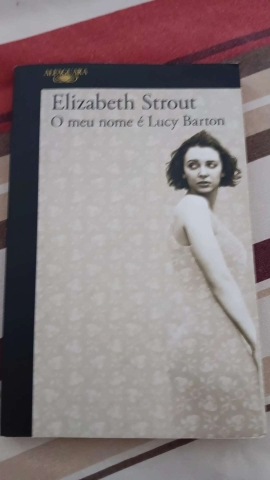 ALFAGUARA
Elizabeth Strout
O meu nome é Lucy Barton